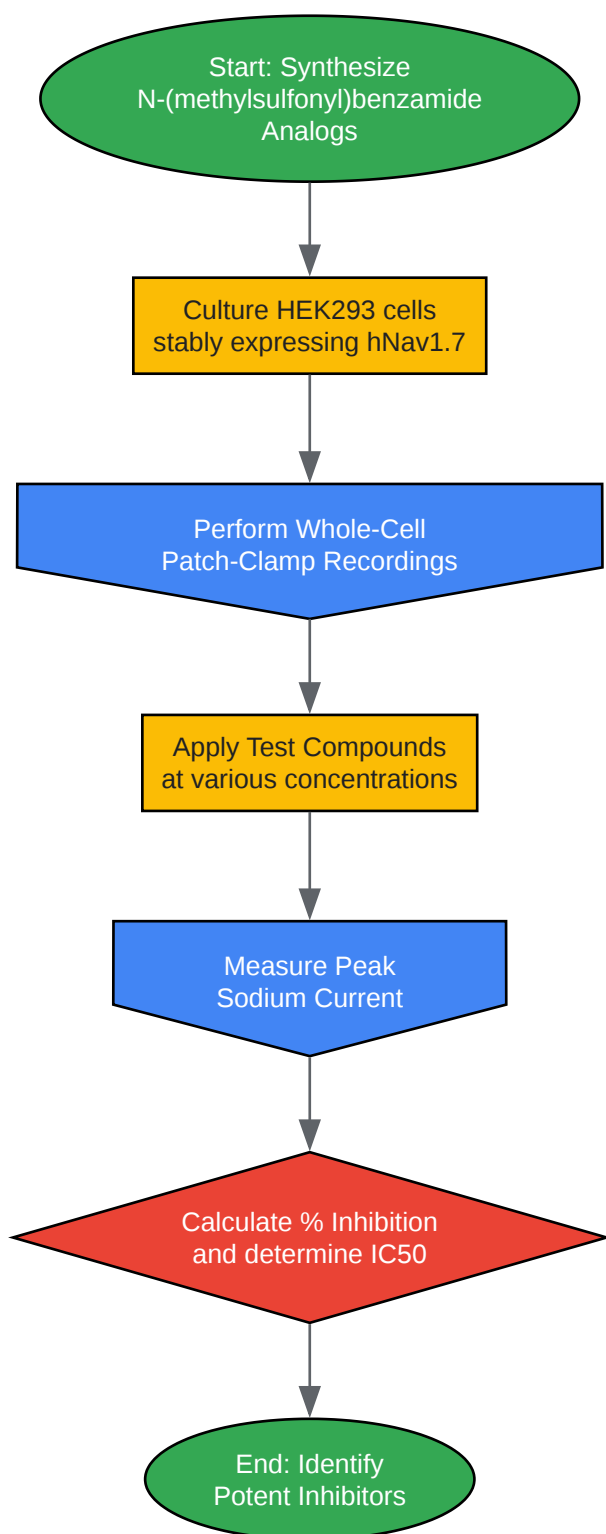 Start: Synthesize
N-(methylsulfonyl)benzamide
Analogs
Culture HEK293 cells
stably expressing hNav1.7
Perform Whole-Cell
Patch-Clamp Recordings
Apply Test Compounds
at various concentrations
Measure Peak
Sodium Current
Calculate % Inhibition
and determine IC50
End: Identify
Potent Inhibitors